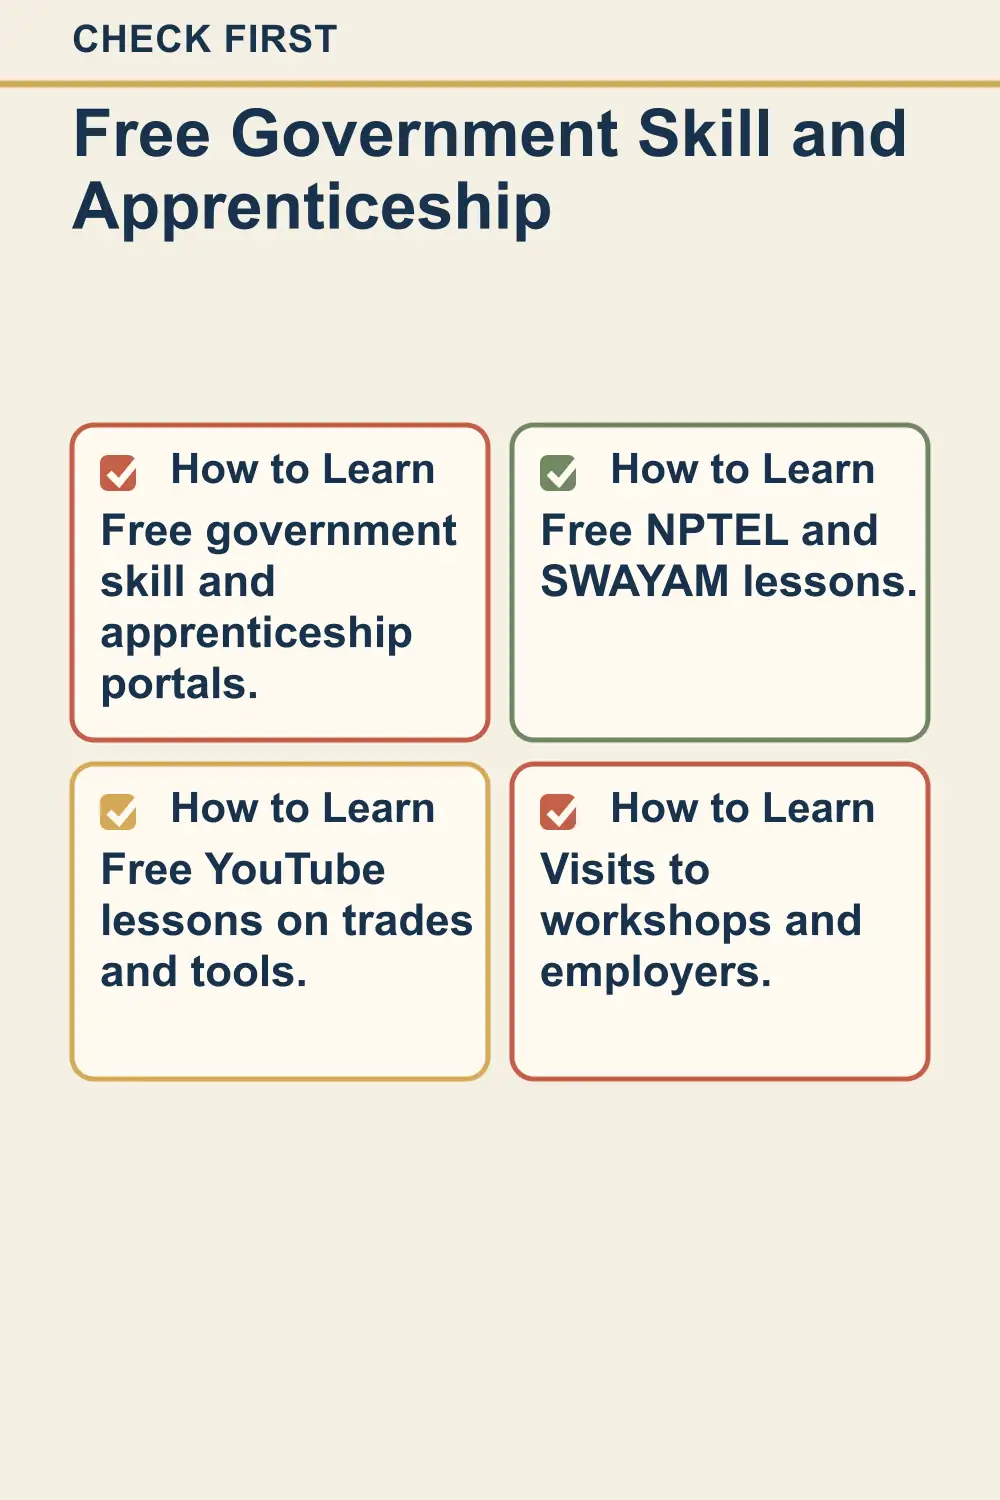 CHECK FIRST
Free Government Skill and
Apprenticeship
How to Learn
Free government
skill and
apprenticeship
portals.
How to Learn
Free NPTEL and
SWAYAM lessons.
How to Learn
Free YouTube
lessons on trades
and tools.
How to Learn
Visits to
workshops and
employers.